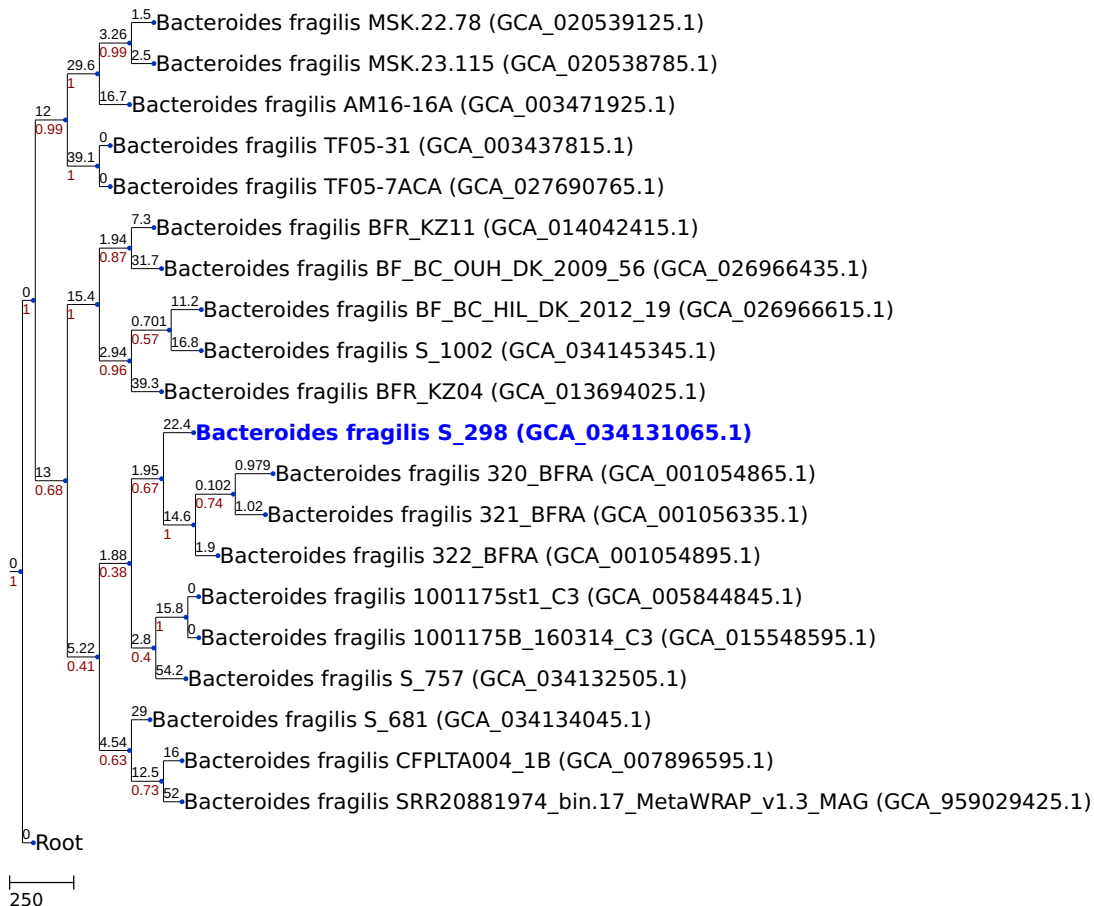 1.5
Bacteroides fragilis MSK.22.78 (GCA_020539125.1)
3.26
0.99
2.5
Bacteroides fragilis MSK.23.115 (GCA_020538785.1)
29.6
1
16.7
Bacteroides fragilis AM16-16A (GCA_003471925.1)
12
0.99
0
Bacteroides fragilis TF05-31 (GCA_003437815.1)
39.1
1
0
Bacteroides fragilis TF05-7ACA (GCA_027690765.1)
7.3
Bacteroides fragilis BFR_KZ11 (GCA_014042415.1)
1.94
0.87
31.7
Bacteroides fragilis BF_BC_OUH_DK_2009_56 (GCA_026966435.1)
0
1
15.4
1
11.2
Bacteroides fragilis BF_BC_HIL_DK_2012_19 (GCA_026966615.1)
0.701
0.57
16.8
Bacteroides fragilis S_1002 (GCA_034145345.1)
2.94
0.96
39.3
Bacteroides fragilis BFR_KZ04 (GCA_013694025.1)
22.4
Bacteroides fragilis S_298 (GCA_034131065.1)
13
0.68
1.95
0.67
0.979
Bacteroides fragilis 320_BFRA (GCA_001054865.1)
0.102
0.74
1.02
Bacteroides fragilis 321_BFRA (GCA_001056335.1)
14.6
1
1.9
Bacteroides fragilis 322_BFRA (GCA_001054895.1)
0
1
1.88
0.38
0
Bacteroides fragilis 1001175st1_C3 (GCA_005844845.1)
15.8
1
0
Bacteroides fragilis 1001175B_160314_C3 (GCA_015548595.1)
2.8
0.4
54.2
Bacteroides fragilis S_757 (GCA_034132505.1)
5.22
0.41
29
Bacteroides fragilis S_681 (GCA_034134045.1)
4.54
0.63
16
Bacteroides fragilis CFPLTA004_1B (GCA_007896595.1)
12.5
0.73
52
Bacteroides fragilis SRR20881974_bin.17_MetaWRAP_v1.3_MAG (GCA_959029425.1)
0
Root
250